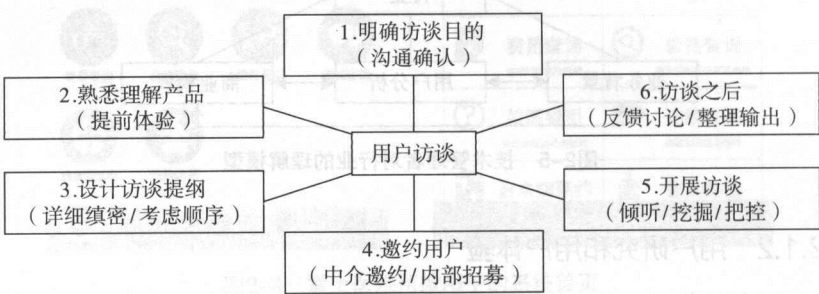 1.明确访谈目的
（沟通确认）
2.熟悉理解产品
（提前体验）
6.访谈之后
（反馈讨论/整理输出）
用户访谈
3.设计访谈提纲
（详细缜密/考虑顺序）
5.开展访谈
（倾听/挖掘/把控）
4.邀约用户
（中介邀约/内部招募）